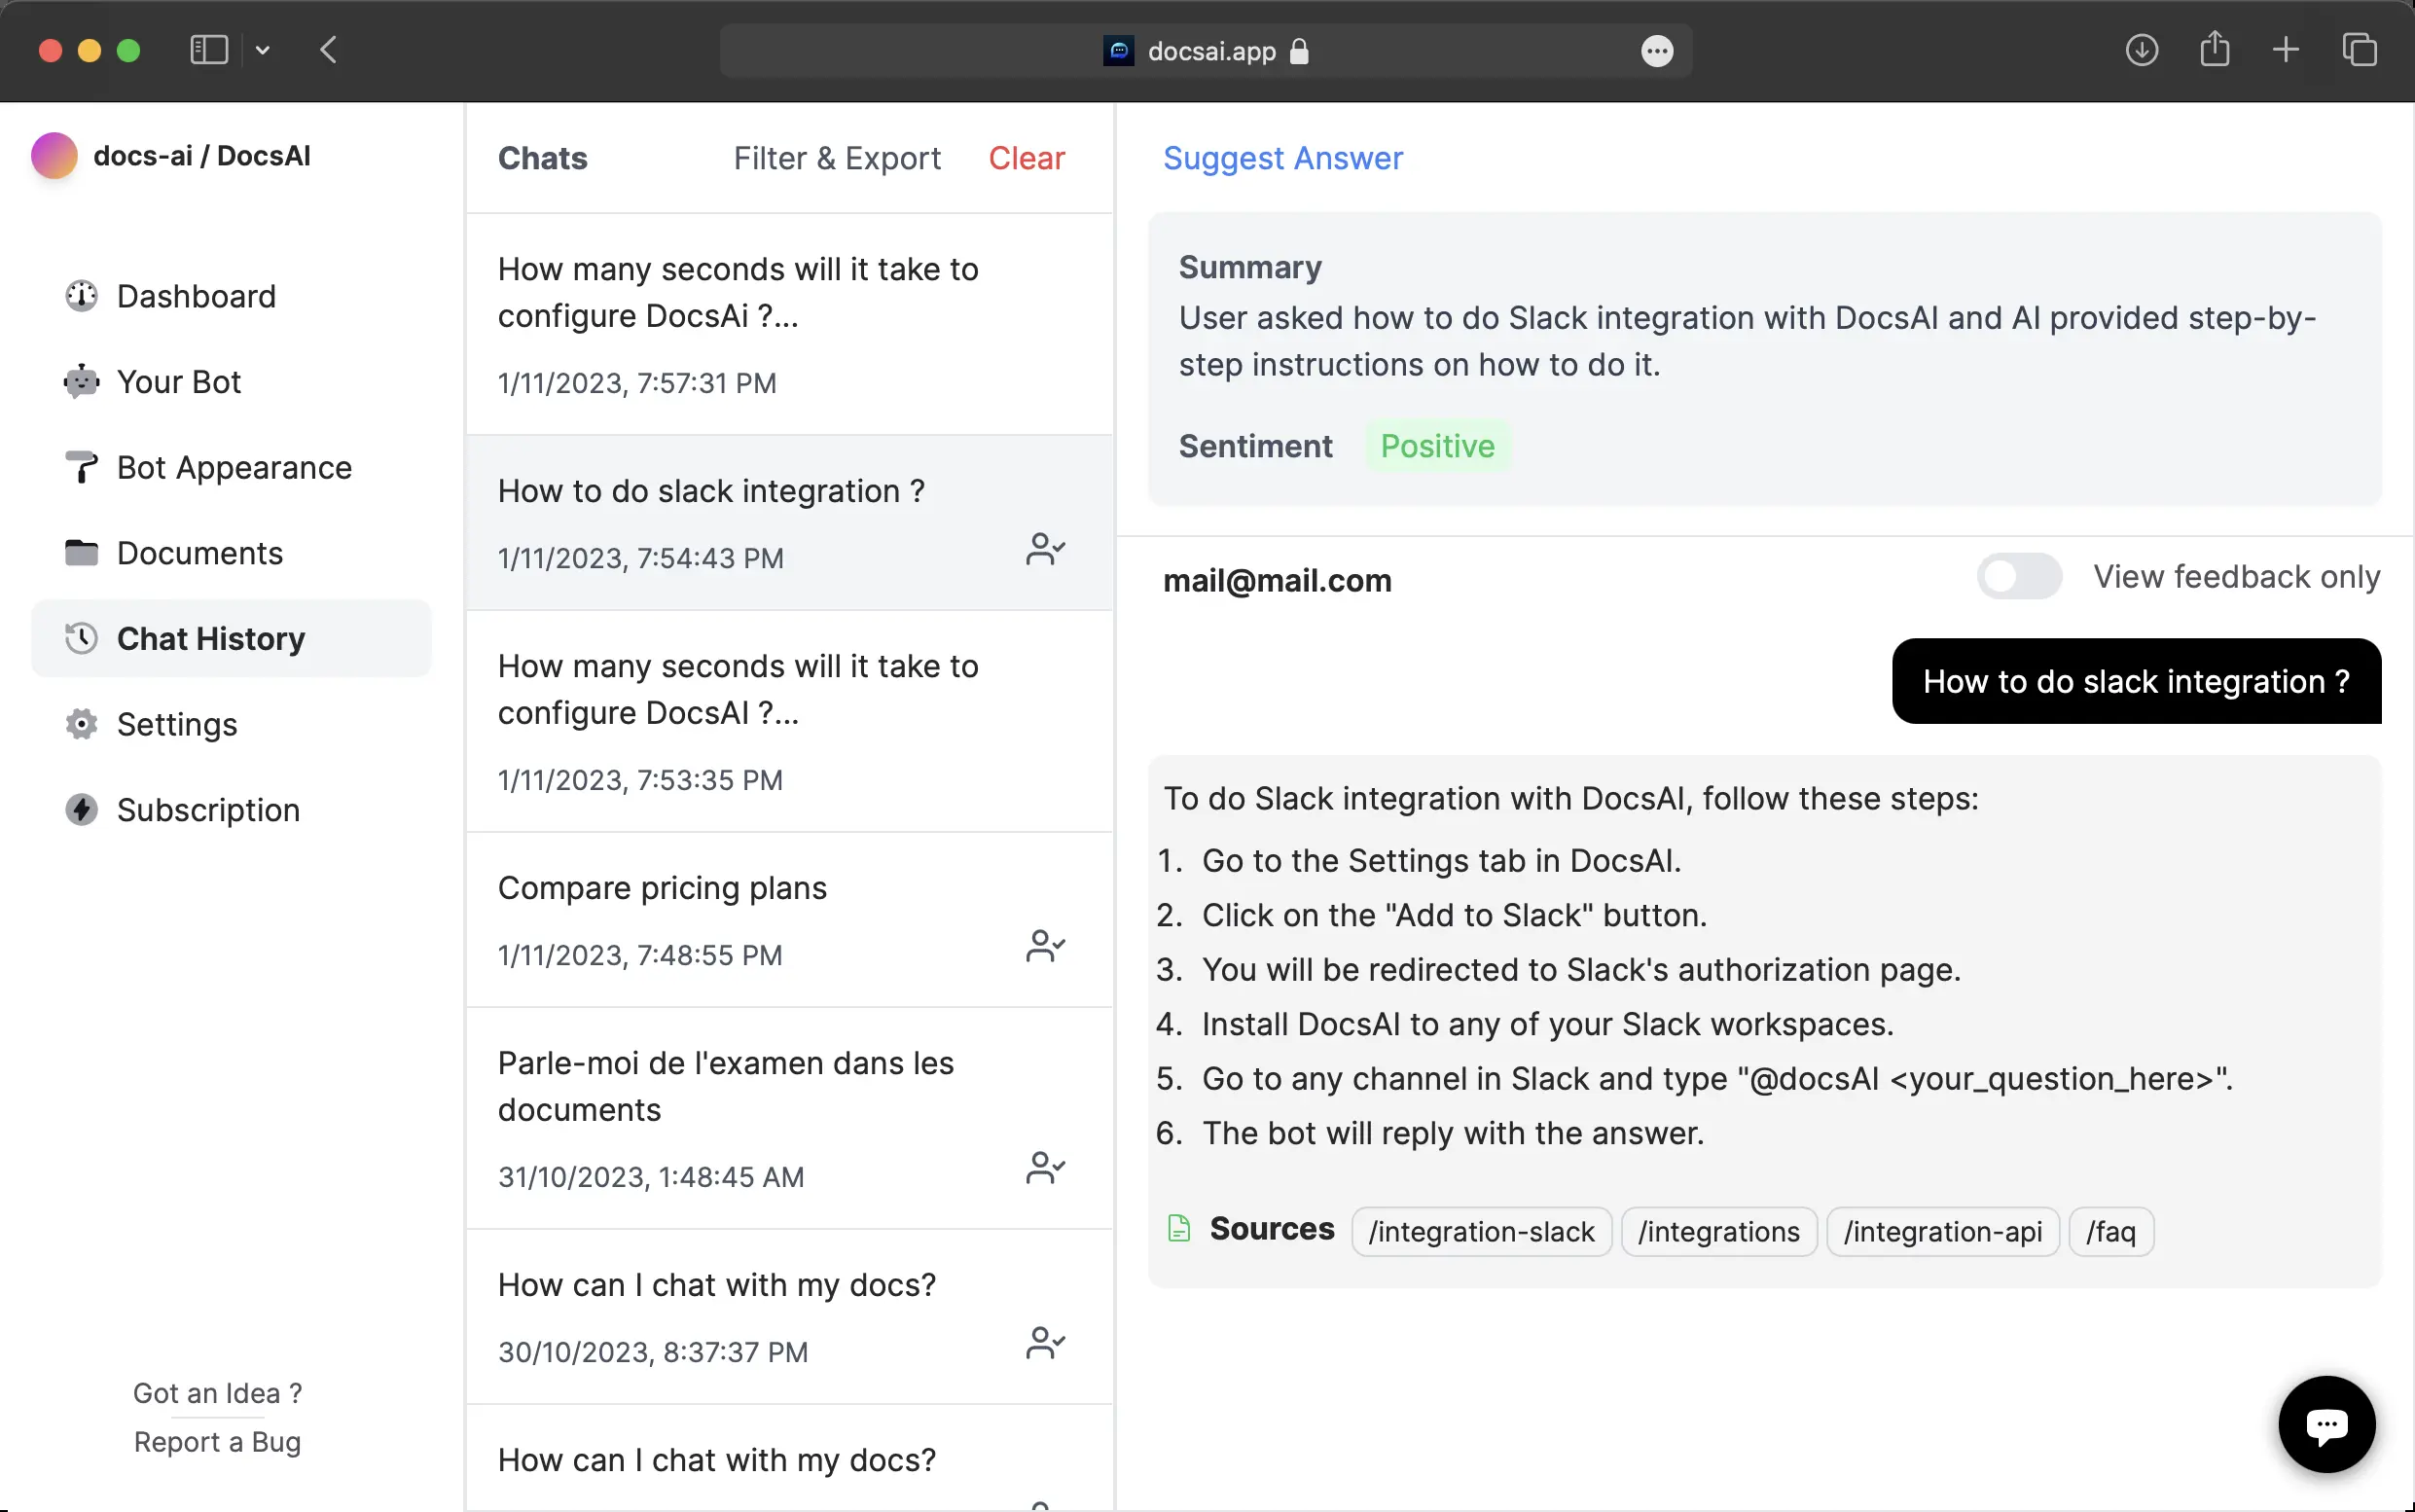 docsai.app
docs-ai / DocsAI
Dashboard
Your Bot
Bot Appearance
Documents
Chat History
Settings
Subscription
Got an Idea ?
Report a Bug
Chats
Filter & Export
Clear
How many seconds will it take to
configure DocsAi ?...
1/11/2023, 7:57:31 PM
How to do slack integration ?
1/11/2023, 7:54:43 PM
How many seconds will it take to
configure DocsAI ?...
1/11/2023, 7:53:35 PM
Compare pricing plans
1/11/2023, 7:48:55 PM
Parle-moi de l'examen dans les
documents
31/10/2023, 1:48:45 AM
How can I chat with my docs?
30/10/2023, 8:37:37 PM
How can I chat with my docs?
Suggest Answer
Summary
User asked how to do Slack integration with DocsAI and AI provided step-by-
step instructions on how to do it.
Sentiment Positive
mail@mail.com
View feedback only
How to do slack integration ?
To do Slack integration with DocsAI, follow these steps:
1. Go to the Settings tab in DocsAI.
2. Click on the "Add to Slack" button.
3. You will be redirected to Slack's authorization page.
4. Install DocsAI to any of your Slack workspaces.
5. Go to any channel in Slack and type "@docsAI <your_question_here>".
6. The bot will reply with the answer.
Sources /integration-slack /integrations /integration-api /faq